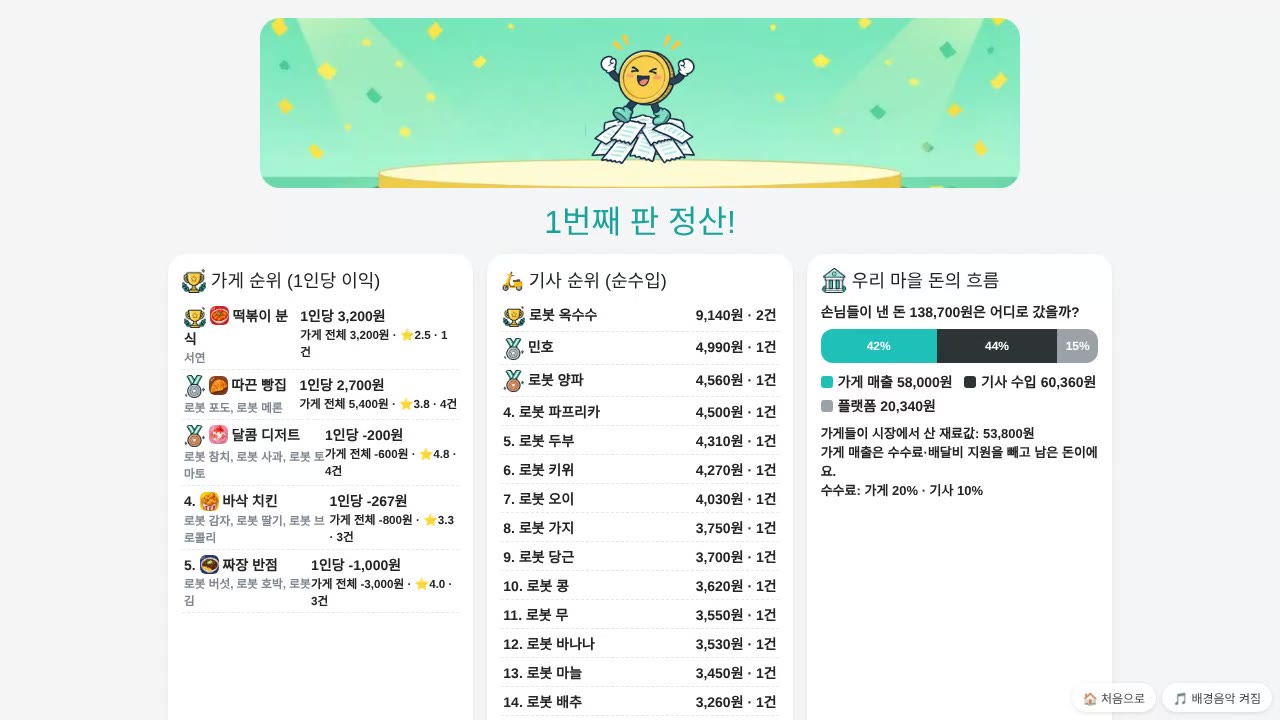 1번째 판 정산!
가게 순위 (1인당 이익)
떡볶이 분식
1인당 3,200원
가게 전체 3,200원 · ⭐2.5 · 1건
서연
따끈 빵집
1인당 2,700원
로봇 포도, 로봇 메론
가게 전체 5,400원 · ⭐3.8 · 4건
달콤 디저트
1인당 -200원
로봇 참치, 로봇 사과, 로봇 토마토
가게 전체 -600원 · ⭐4.8 · 4건
4. 바삭 치킨
1인당 -267원
로봇 감자, 로봇 딸기, 로봇 브로콜리
가게 전체 -800원 · ⭐3.3 · 3건
5. 짜장 반점
1인당 -1,000원
로봇 버섯, 로봇 호박, 로봇 김
가게 전체 -3,000원 · ⭐4.0 · 3건
기사 순위 (순수입)
로봇 옥수수 9,140원 · 2건
민호 4,990원 · 1건
로봇 양파 4,560원 · 1건
4. 로봇 파프리카 4,500원 · 1건
5. 로봇 두부 4,310원 · 1건
6. 로봇 키위 4,270원 · 1건
7. 로봇 오이 4,030원 · 1건
8. 로봇 가지 3,750원 · 1건
9. 로봇 당근 3,700원 · 1건
10. 로봇 콩 3,620원 · 1건
11. 로봇 무 3,550원 · 1건
12. 로봇 바나나 3,530원 · 1건
13. 로봇 마늘 3,450원 · 1건
14. 로봇 배추 3,260원 · 1건
우리 마을 돈의 흐름
손님들이 낸 돈 138,700원은 어디로 갔을까?
42% 44% 15%
가게 매출 58,000원 기사 수입 60,360원
플랫폼 20,340원
가게들이 시장에서 산 재료값: 53,800원
가게 매출은 수수료·배달비 지원을 빼고 남은 돈이에요.
수수료: 가게 20% · 기사 10%
🏠 처음으로
🎵 배경음악 켜짐